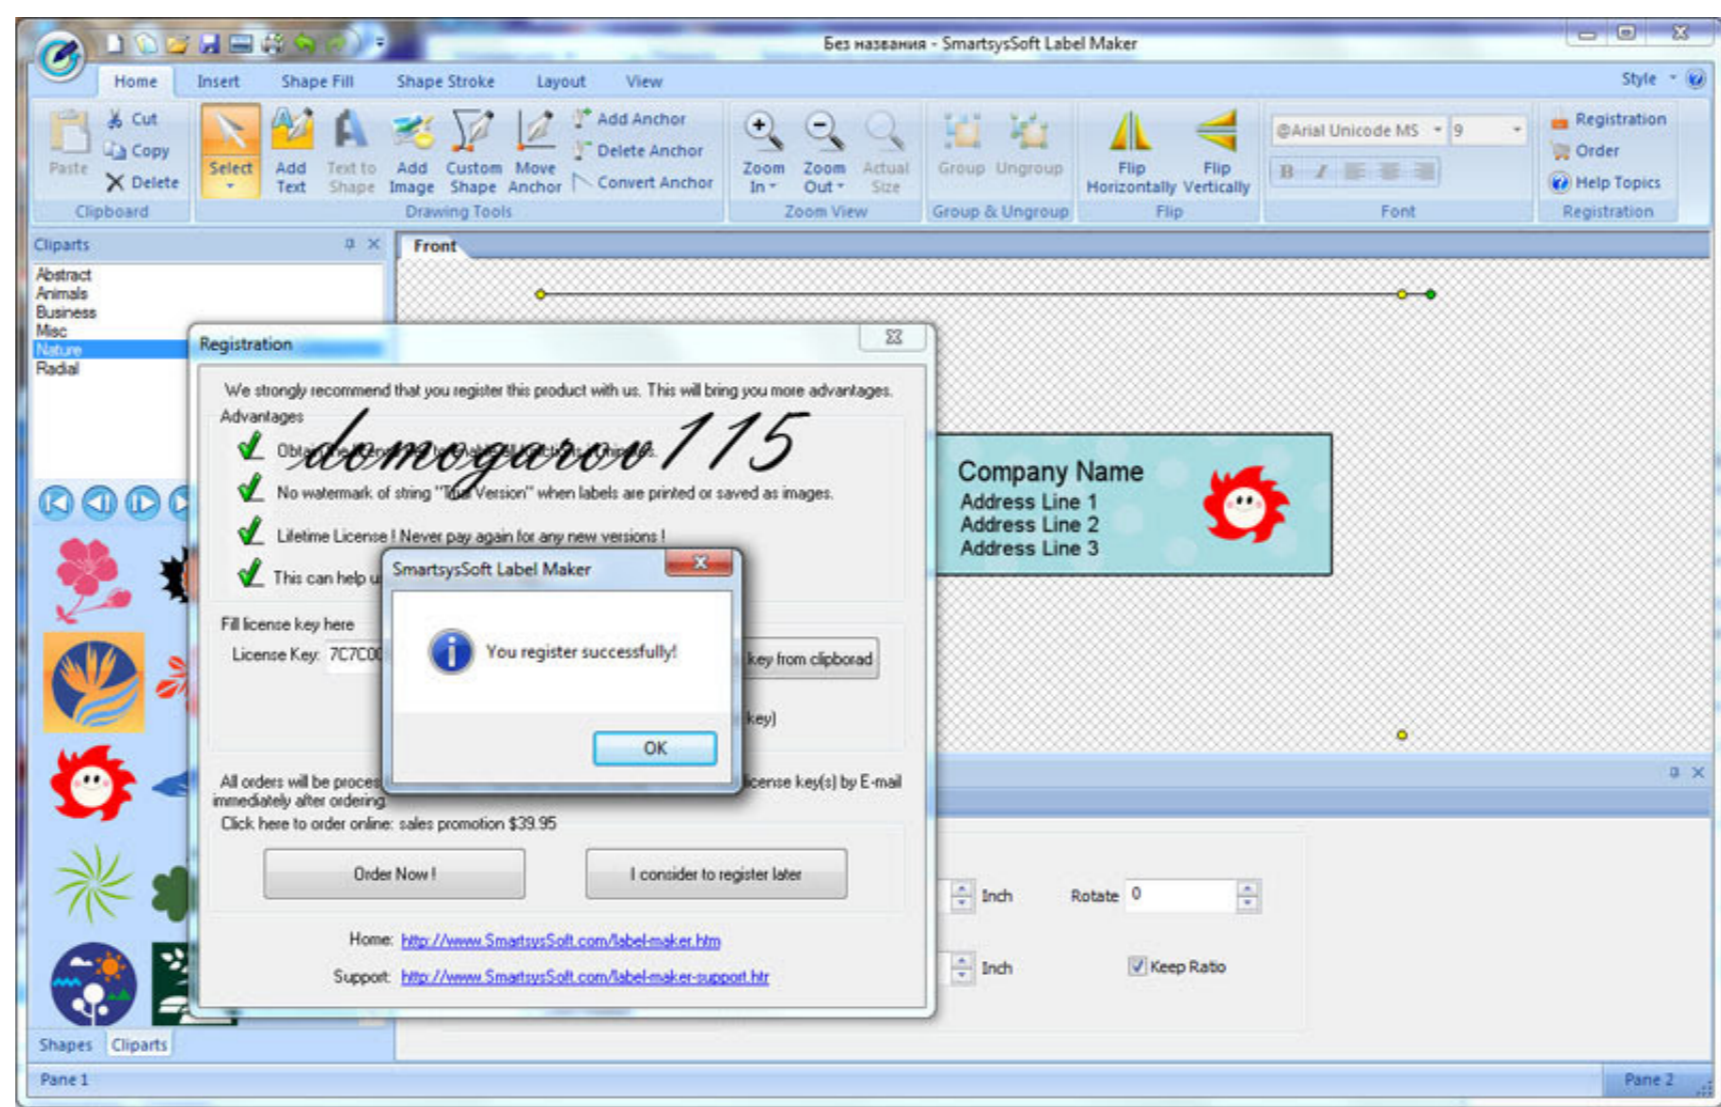 Без названия - SmartsysSoft Label Maker
Home Insert Shape Fill Shape Stroke Layout View Style
Paste Cut Copy Delete
Clipboard
Select Add Text Text to Shape Add Image Custom Shape Move Anchor
Add Anchor
Delete Anchor
Convert Anchor
Drawing Tools
Zoom In Zoom Out Actual Size
Zoom View
Group Ungroup
Group & Ungroup
Flip Horizontally Flip Vertically
Flip
@Arial Unicode MS 9
B I
Font
Registration
Order
Help Topics
Registration
Cliparts
Abstract
Animals
Business
Misc
Nature
Radial
Front
Registration
We strongly recommend that you register this product with us. This will bring you more advantages.
Advantages
domogarov115
No watermark of string "Trial Version" when labels are printed or saved as images.
Lifetime License ! Never pay again for any new versions !
This can help u
Fill license key here
License Key: 7C7C00
key from clipborad
key)
SmartsysSoft Label Maker
You register successfully!
OK
All orders will be proces license key(s) by E-mail
immediately after ordering.
Click here to order online: sales promotion $39.95
Order Now !
I consider to register later
Home: http://www.SmartsysSoft.com/label-maker.htm
Support: http://www.SmartsysSoft.com/label-maker-support.htr
Company Name
Address Line 1
Address Line 2
Address Line 3
Inch Rotate 0
Inch Keep Ratio
Shapes Cliparts
Pane 1 Pane 2